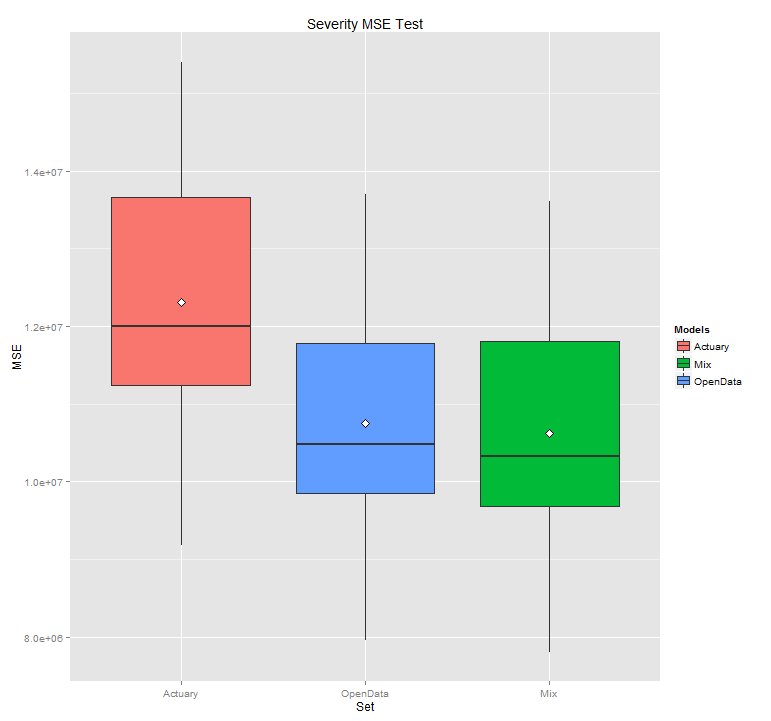 Severity MSE Test
MSE
1.4e+07
1.2e+07
1.0e+07
8.0e+06
Actuary
OpenData
Mix
Set
Models
Actuary
Mix
OpenData